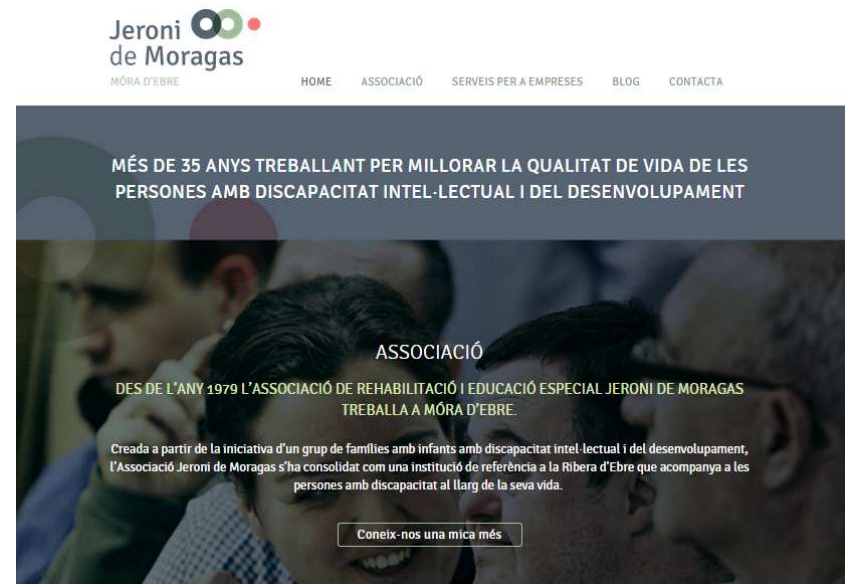 Jeroni
de Moragas
MÓRA D'EBRE
HOME ASSOCIACIÓ SERVEIS PER A EMPRESES BLOG CONTACTA
MÉS DE 35 ANYS TREBALLANT PER MILLORAR LA QUALITAT DE VIDA DE LES
PERSONES AMB DISCAPACITAT INTEL·LECTUAL I DEL DESENVOLUPAMENT
ASSOCIACIÓ
DES DE L'ANY 1979 L'ASSOCIACIÓ DE REHABILITACIÓ I EDUCACIÓ ESPECIAL JERONI DE MORAGAS
TREBALLA A MÓRA D'EBRE.
Creada a partir de la iniciativa d'un grup de famílies amb infants amb discapacitat intel·lectual i del desenvolupament,
l'Associació Jeroni de Moragas s'ha consolidat com una institució de referència a la Ribera d'Ebre que acompanya a les
persones amb discapacitat al llarg de la seva vida.
Coneix-nos una mica més